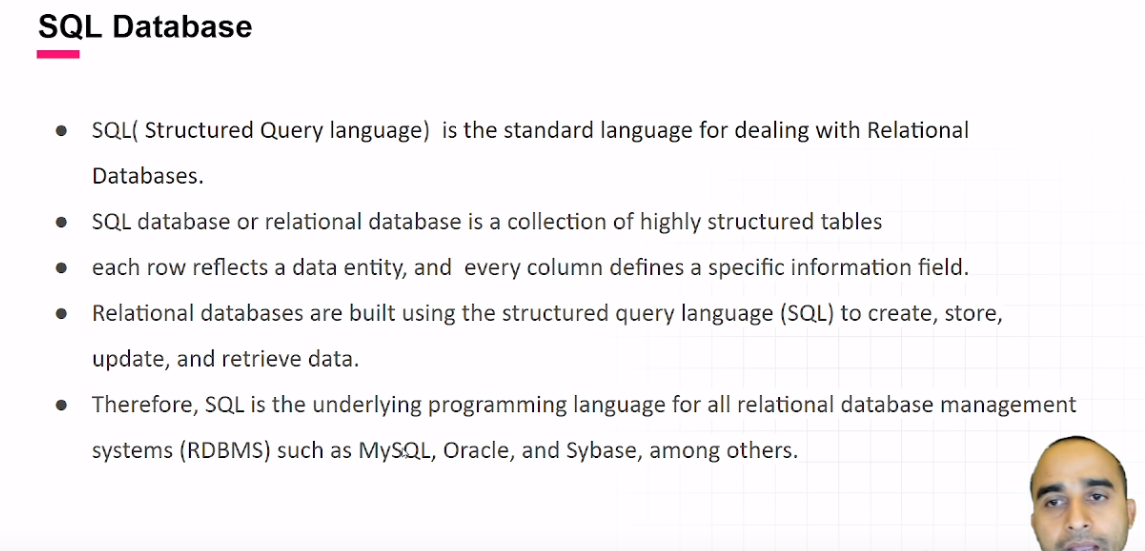 SQL Database
● SQL( Structured Query language)  is the standard language for dealing with Relational
Databases.
● SQL database or relational database is a collection of highly structured tables
● each row reflects a data entity, and  every column defines a specific information field.
● Relational databases are built using the structured query language (SQL) to create, store,
update, and retrieve data.
● Therefore, SQL is the underlying programming language for all relational database management
systems (RDBMS) such as MySQL, Oracle, and Sybase, among others.